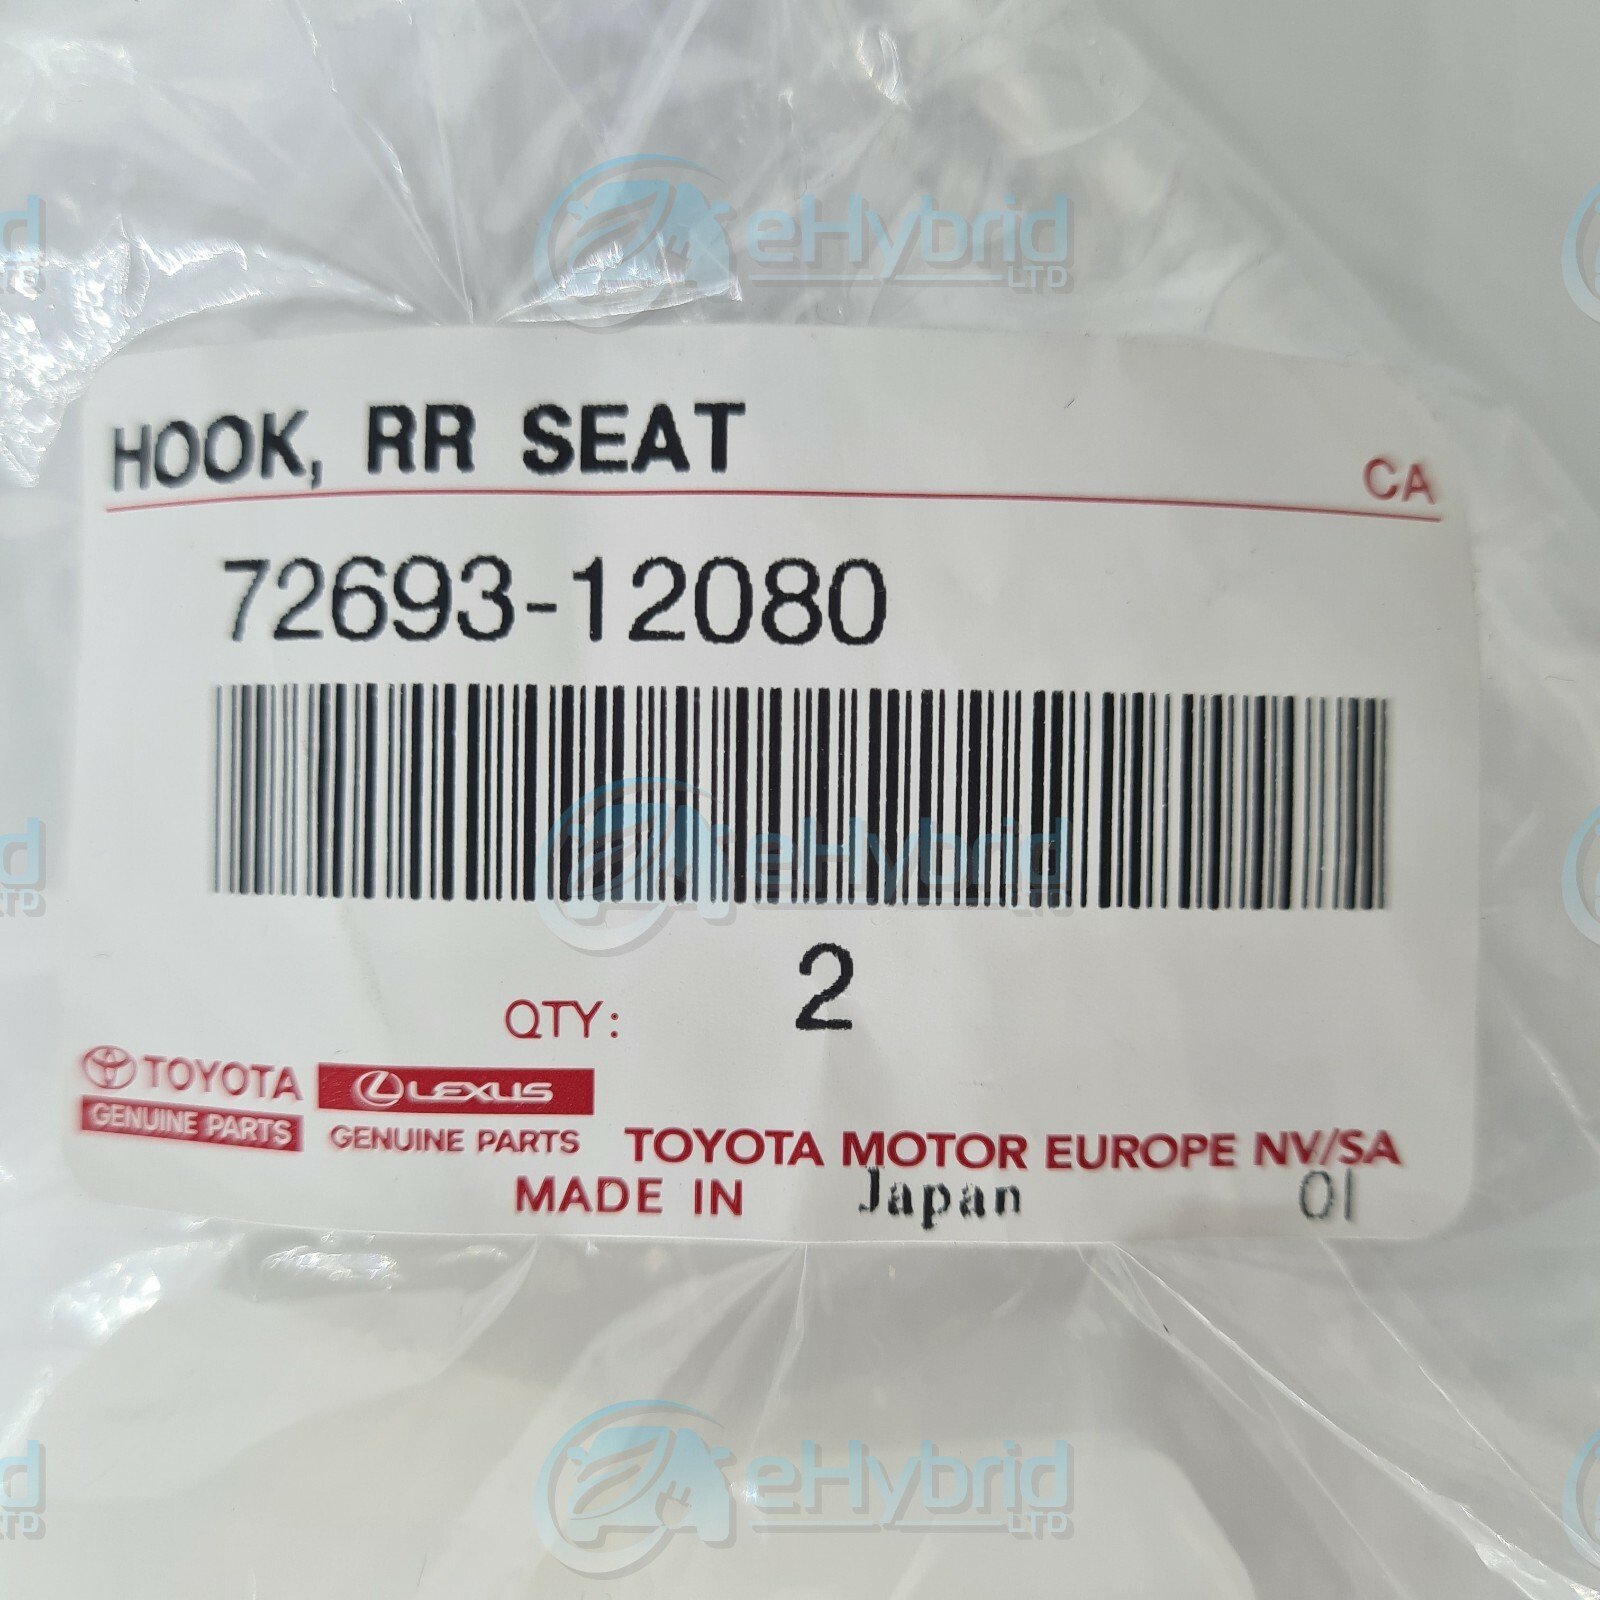 eHybrid
LTD
HOOK, RR SEAT
CA
72693-12080
eHybrid
LTD
2
QTY:
TOYOTA
GENUINE PARTS
LEXUS
GENUINE PARTS
TOYOTA MOTOR EUROPE NV/SA
MADE IN Japan 01
eHybrid
LTD